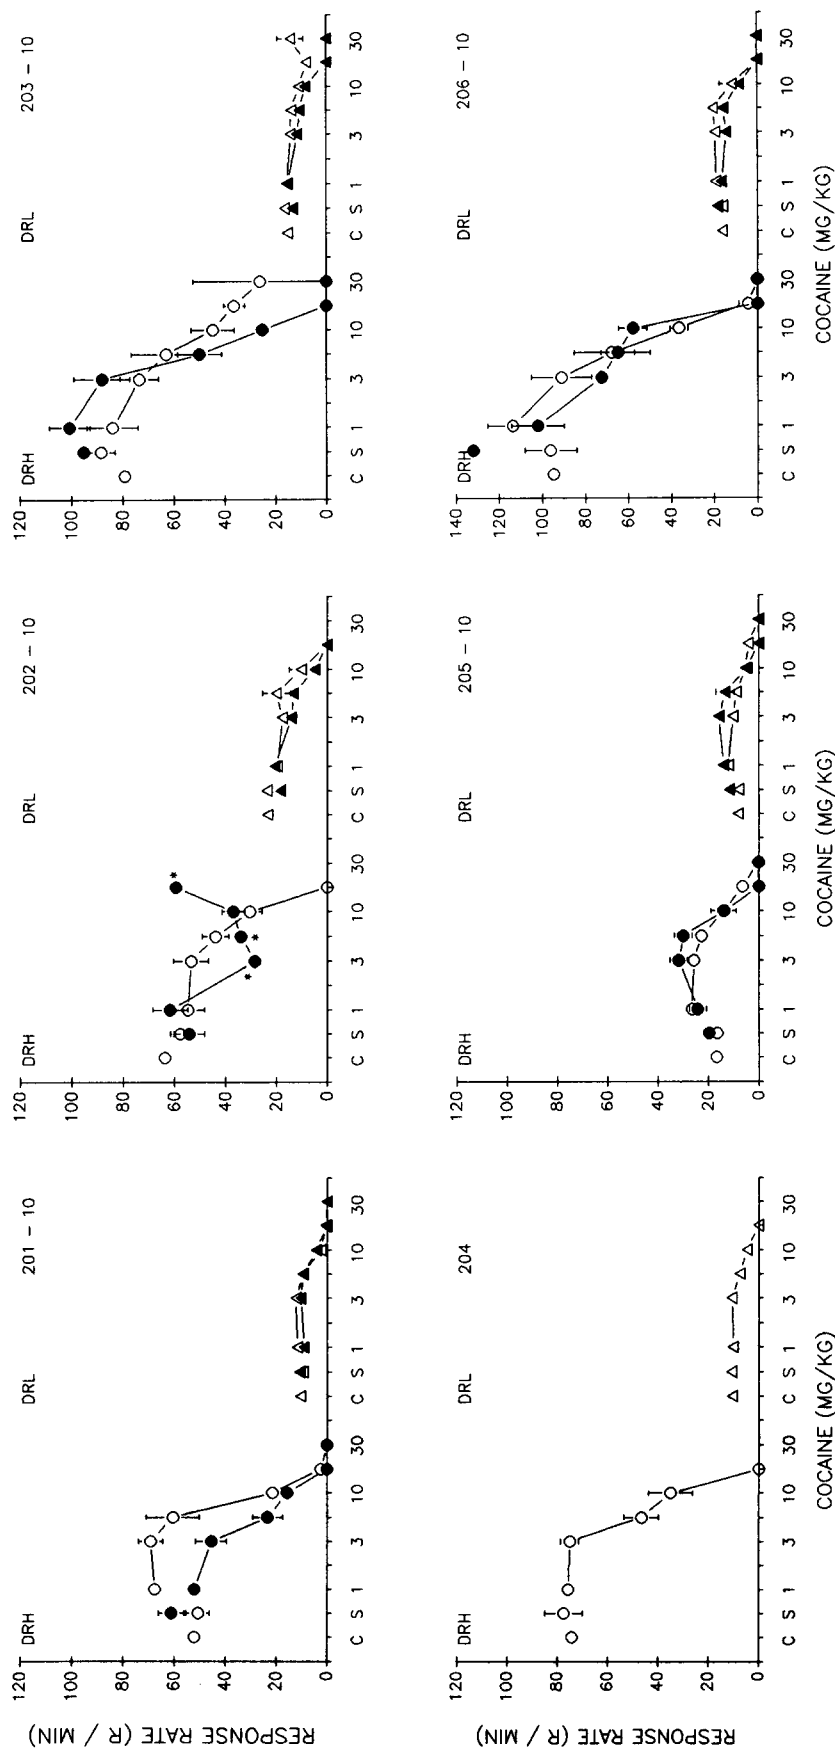 DRH 201 - 10
DRL
120
100
80
60
40
20
0
C S 1 3 10 30 C S 1 3 10 30
RESPONSE RATE (R / MIN)
DRH 202 - 10
DRL
120
100
80
60
40
20
0
* * *
C S 1 3 10 30 C S 1 3 10 30
DRH 203 - 10
DRL
120
100
80
60
40
20
0
C S 1 3 10 30 C S 1 3 10 30
DRH 204
DRL
120
100
80
60
40
20
0
C S 1 3 10 30 C S 1 3 10 30
RESPONSE RATE (R / MIN)
COCAINE (MG/KG)
DRH 205 - 10
DRL
120
100
80
60
40
20
0
C S 1 3 10 30 C S 1 3 10 30
COCAINE (MG/KG)
DRH 206 - 10
DRL
140
120
100
80
60
40
20
0
C S 1 3 10 30 C S 1 3 10 30
COCAINE (MG/KG)